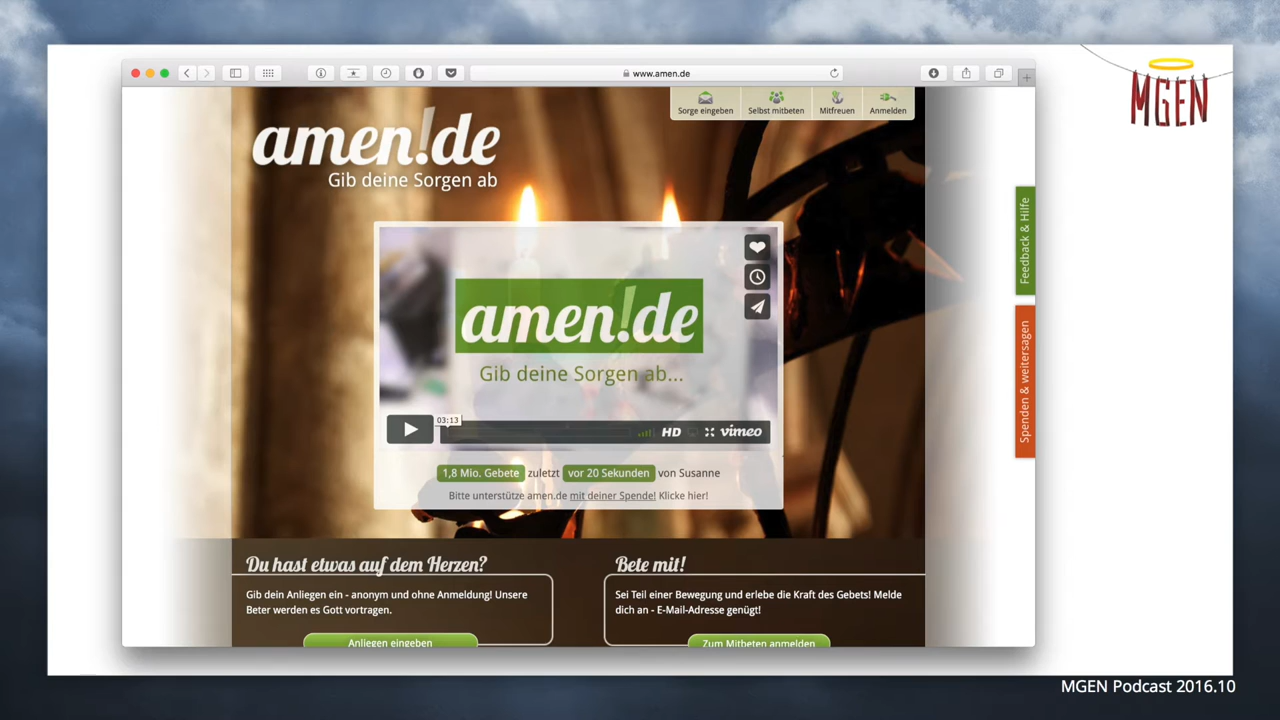 www.amen.de
MGEN
Sorge eingeben
Selbst mitbeten
Mitfreuen
Anmelden
amen!de
Gib deine Sorgen ab
amen!de
Gib deine Sorgen ab...
03:13
HD
vimeo
1,8 Mio. Gebete zuletzt vor 20 Sekunden von Susanne
Bitte unterstütze amen.de mit deiner Spende! Klicke hier!
Feedback & Hilfe
Spenden & weitersagen
Du hast etwas auf dem Herzen?
Gib dein Anliegen ein - anonym und ohne Anmeldung! Unsere
Beter werden es Gott vortragen.
Anliegen eingeben
Bete mit!
Sei Teil einer Bewegung und erlebe die Kraft des Gebets! Melde
dich an - E-Mail-Adresse genügt!
Zum Mitbeten anmelden
MGEN Podcast 2016.10